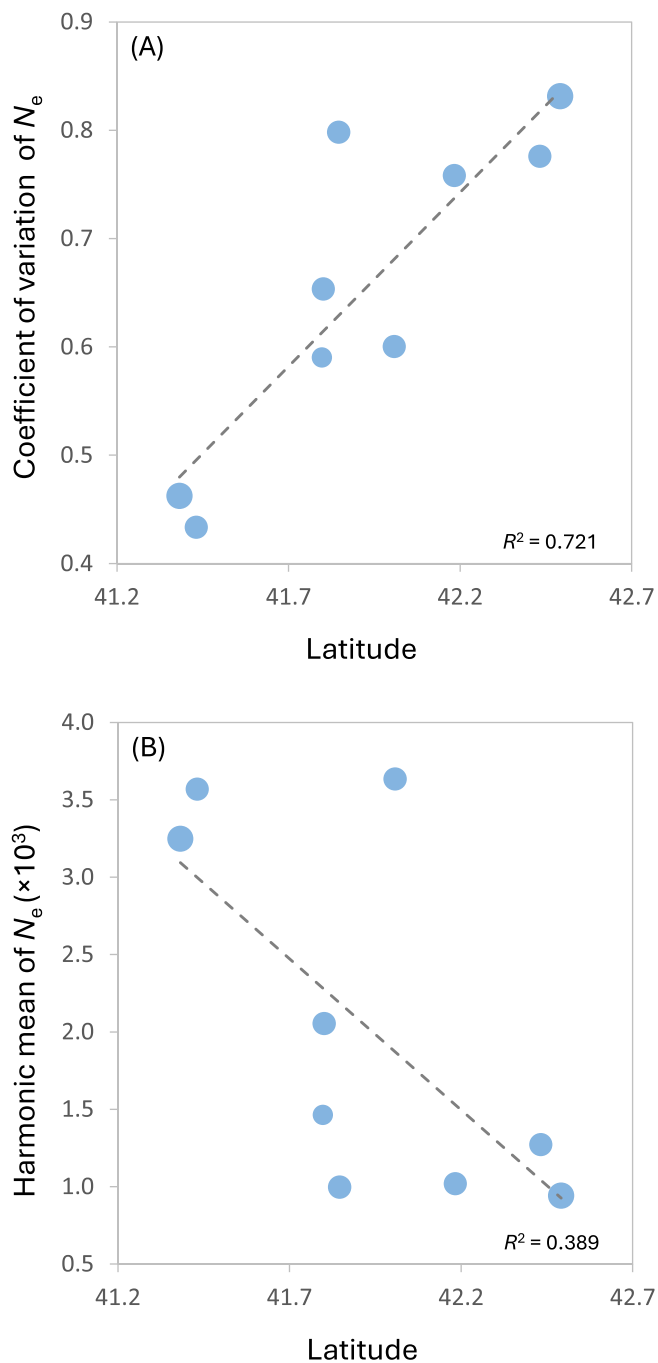 (A)
Coefficient of variation of Ne
0.9
0.8
0.7
0.6
0.5
0.4
R² = 0.721
41.2 41.7 42.2 42.7
Latitude
(B)
Harmonic mean of Ne (×10³)
4.0
3.5
3.0
2.5
2.0
1.5
1.0
0.5
R² = 0.389
41.2 41.7 42.2 42.7
Latitude